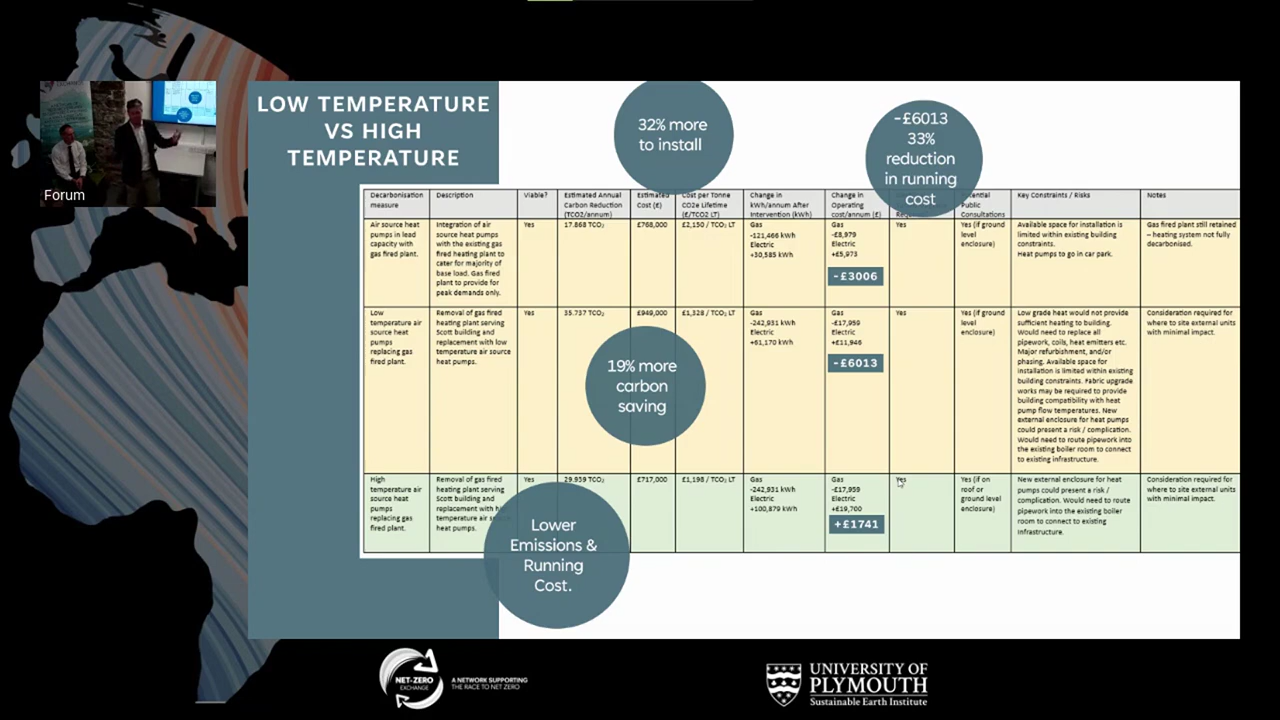 Forum
LOW TEMPERATURE
VS HIGH
TEMPERATURE
32% more
to install
-£6013
33%
reduction
in running
cost
Decarbonisation
measure
Description
Viable?
Estimated Annual
Carbon Reduction
(TCO2/annum)
Estimated
Cost (£)
Cost per Tonne
CO2e Lifetime
(£/TCO2 LT)
Change in
kWh/annum After
Intervention (kWh)
Change in
Operating
cost/annum (£)
Public
Consultations
Key Constraints / Risks
Notes
Air source heat
pumps in lead
capacity with
gas fired plant.
Integration of air
source heat pumps
with the existing gas
fired heating plant to
cater for majority of
base load. Gas fired
plant to provide for
peak demands only.
Yes
17.868 TCO₂
£768,000
£2,150 / TCO₂ LT
Gas
-121,466 kWh
Electric
+30,585 kWh
Gas
-£8,979
Electric
+£5,973
-£3006
Yes
Yes (if ground
level
enclosure)
Available space for installation is
limited within existing building
constraints.
Heat pumps to go in car park.
Gas fired plant still retained
– heating system not fully
decarbonised.
Low
temperature air
source heat
pumps
replacing gas
fired plant.
Removal of gas fired
heating plant serving
Scott building and
replacement with low
temperature air source
heat pumps.
Yes
35.737 TCO₂
£949,000
£1,328 / TCO₂ LT
Gas
-242,931 kWh
Electric
+61,170 kWh
Gas
-£17,959
Electric
+£11,946
-£6013
Yes
Yes (if ground
level
enclosure)
Low grade heat would not provide
sufficient heating to building.
Would need to replace all
pipework, coils, heat emitters etc.
Major refurbishment, and/or
phasing. Available space for
installation is limited within existing
building constraints. Fabric upgrade
works may be required to provide
building compatibility with heat
pump flow temperatures. New
external enclosure for heat pumps
could present a risk / complication.
Would need to route pipework into
the existing boiler room to connect
to existing infrastructure.
Consideration required for
where to site external units
with minimal impact.
19% more
carbon
saving
High
temperature air
source heat
pumps
replacing gas
fired plant.
Removal of gas fired
heating plant serving
Scott building and
replacement with
temperature air
heat pumps.
Yes
29.939 TCO₂
£717,000
£1,198 / TCO₂ LT
Gas
-242,931 kWh
Electric
+100,879 kWh
Gas
-£17,959
Electric
+£19,700
+£1741
Yes
Yes (if on
roof or
ground level
enclosure)
New external enclosure for heat
pumps could present a risk /
complication. Would need to route
pipework into the existing boiler
room to connect to existing
infrastructure.
Consideration required for
where to site external units
with minimal impact.
Lower
Emissions &
Running
Cost.
NET-ZERO
EXCHANGE
A NETWORK SUPPORTING
THE RACE TO NET ZERO
UNIVERSITY OF
PLYMOUTH
Sustainable Earth Institute